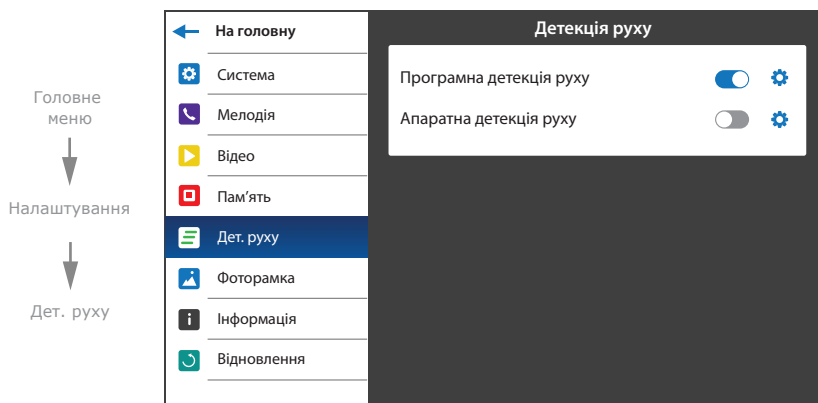 Головне
меню
Налаштування
Дет. руху
На головну
Система
Мелодія
Відео
Пам’ять
Дет. руху
Фоторамка
Інформація
Відновлення
Детекція руху
Програмна детекція руху
Апаратна детекція руху